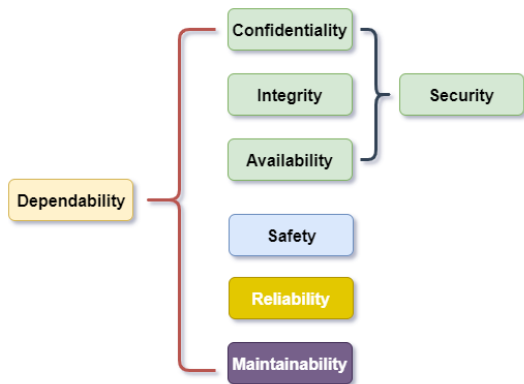 Confidentiality
Integrity
Security
Availability
Dependability
Safety
Reliability
Maintainability